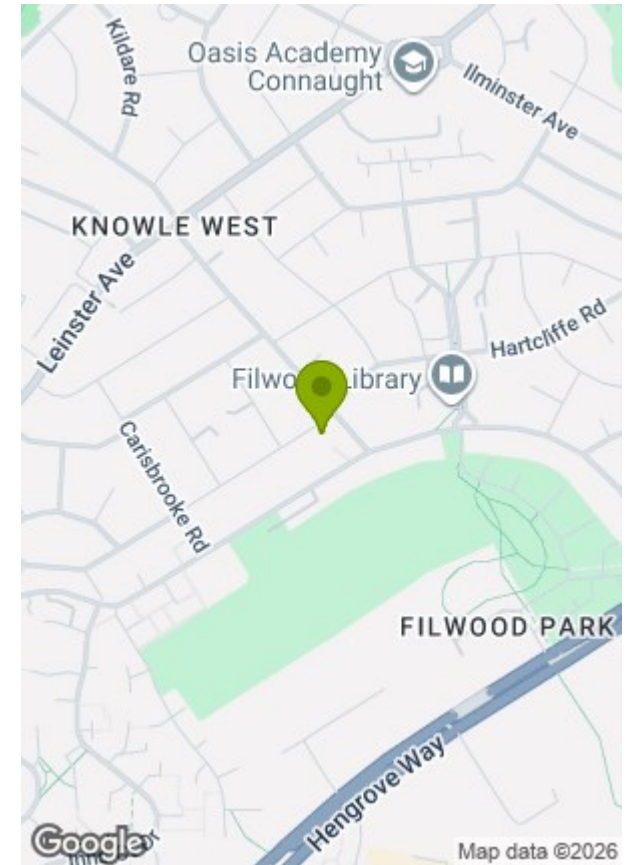 Kildare Rd
Oasis Academy
Connaught
Ilminster Ave
KNOWLE WEST
Leinster Ave
Hartcliffe Rd
Library
Carisbrooke Rd
FILWOOD PARK
Hengrove Way
Google
Map data ©2026